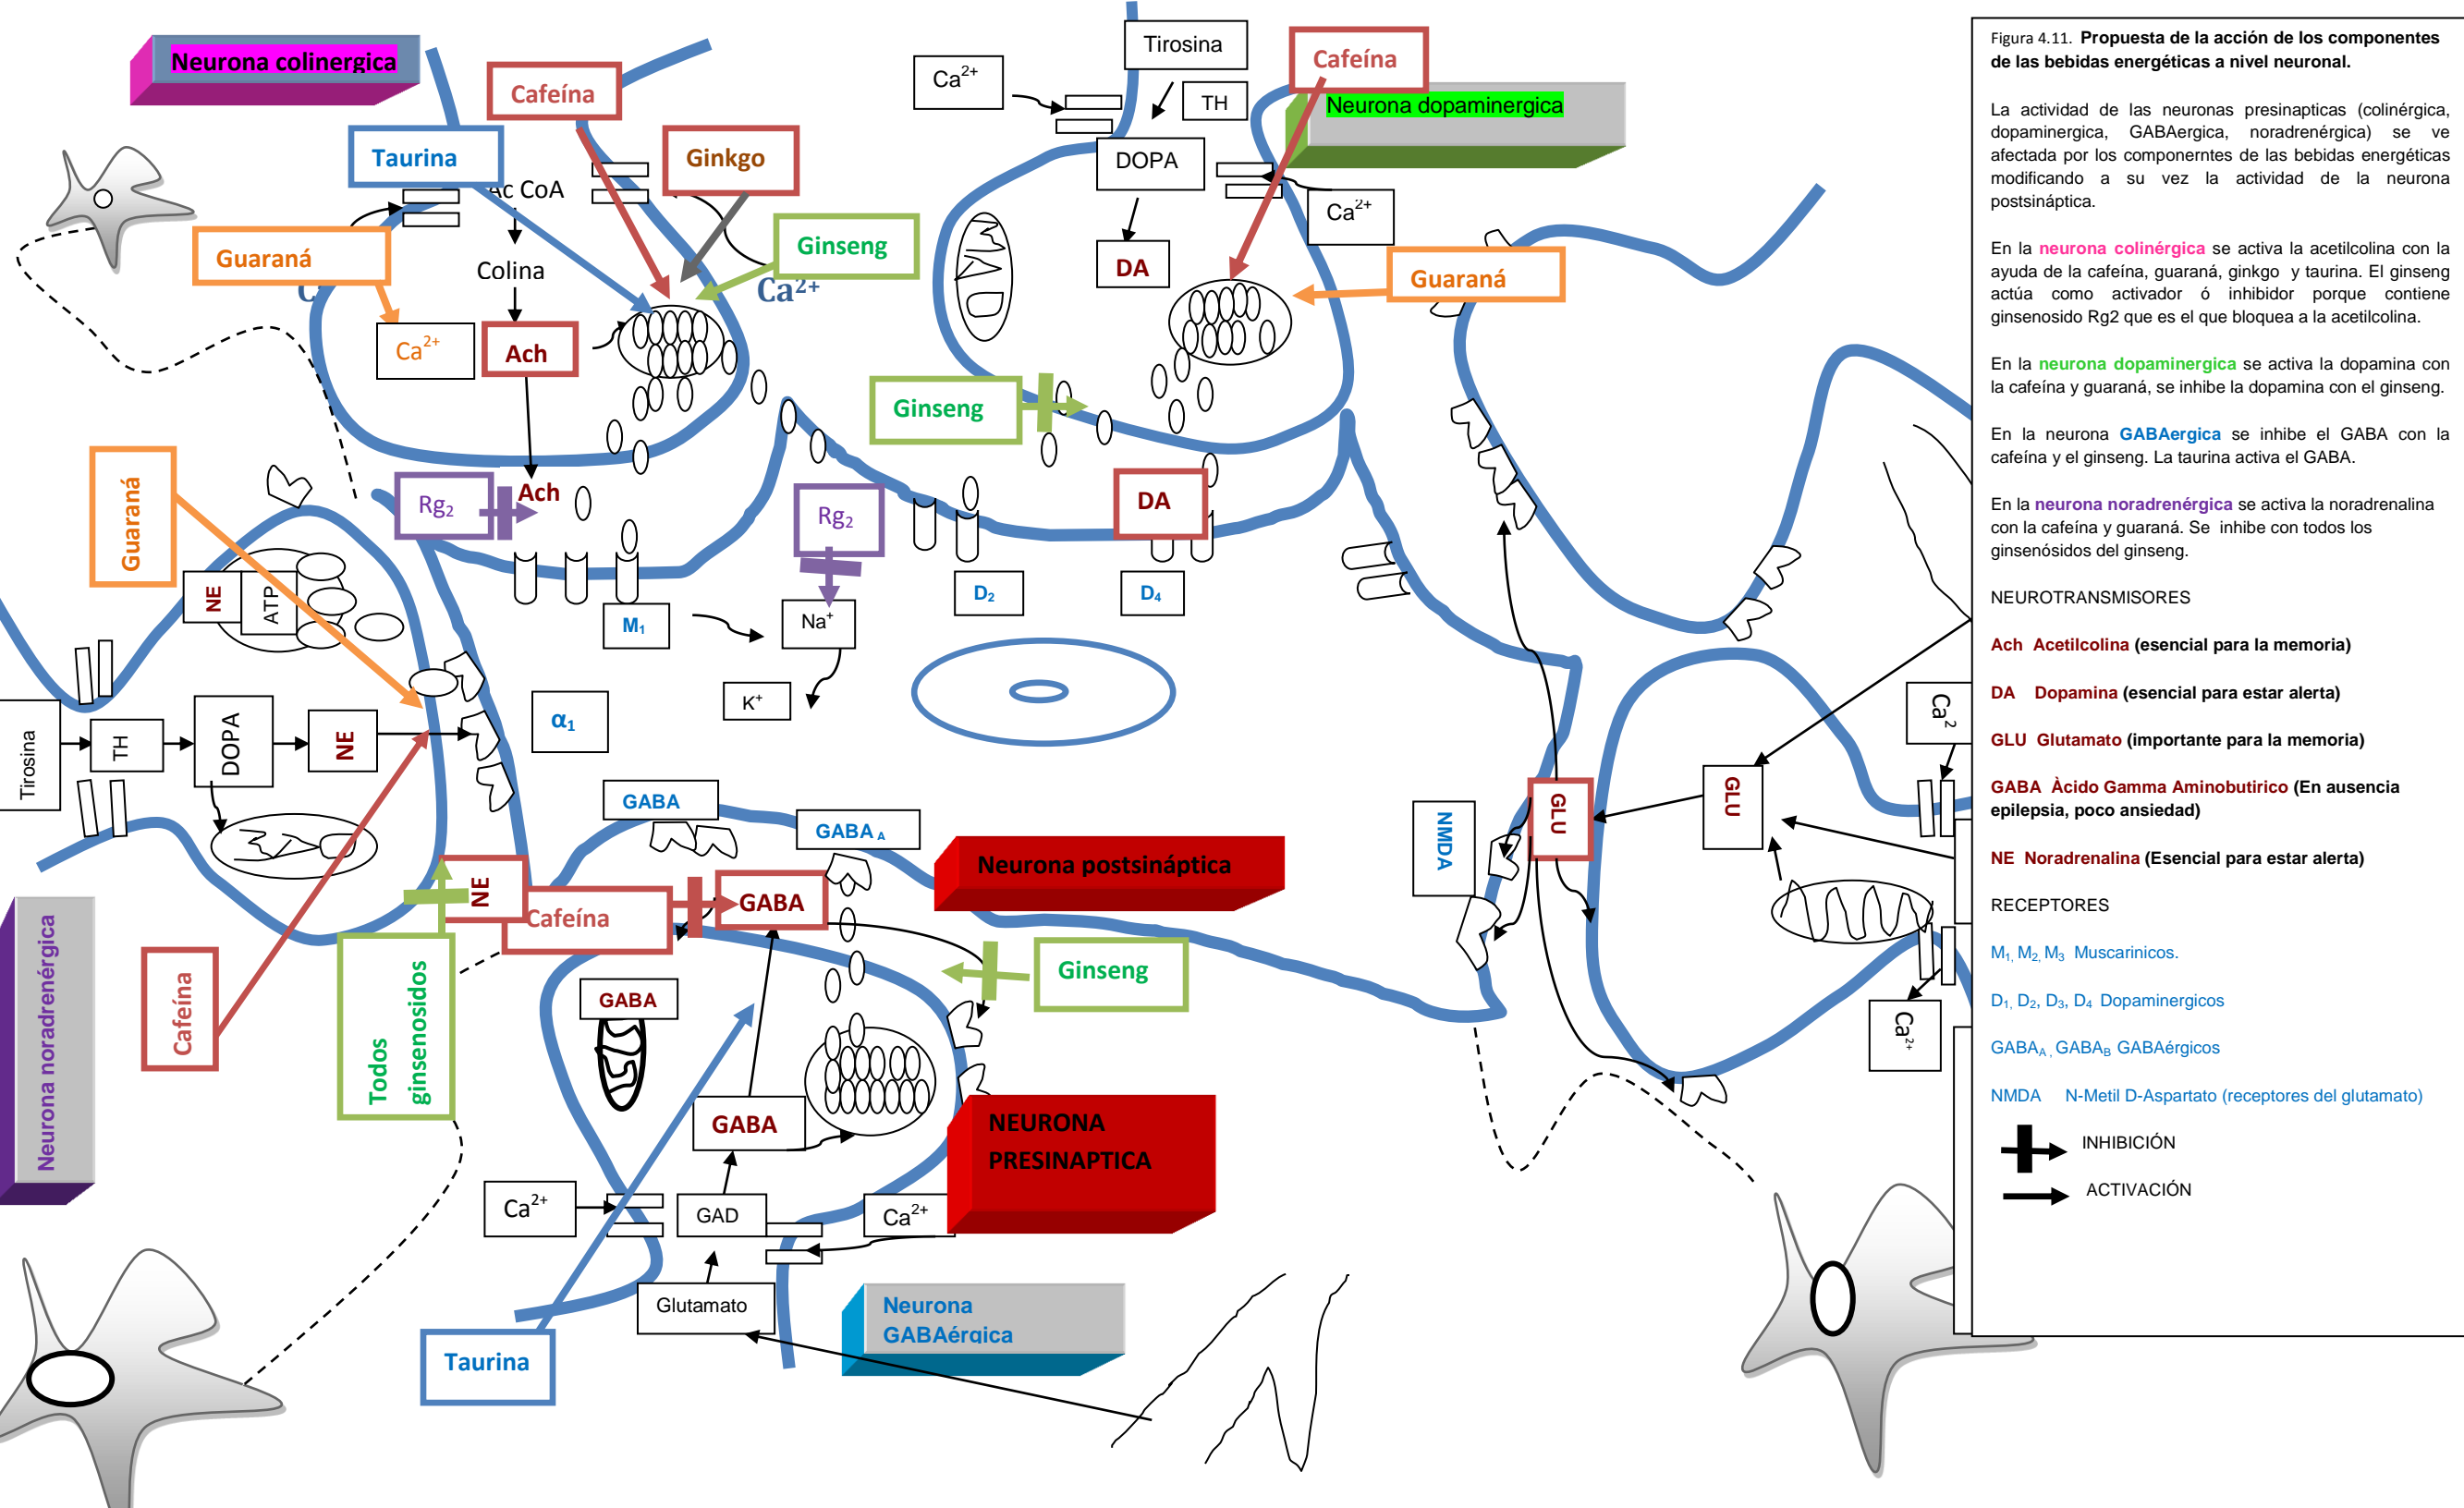 Neurona colinergica
Cafeína
Taurina
Ginkgo
Ac CoA
Guaraná
Ginseng
C
Colina
Ca²⁺
Ca²⁺
Ach
Ach
Rg₂
Rg₂
M₁
Na⁺
K⁺
α₁
Tirosina
Ca²⁺
TH
Cafeína
Neurona dopaminergica
DOPA
Ca²⁺
DA
Guaraná
Ginseng
DA
D₂
D₄
Guaraná
NE
ATP
Tirosina
TH
DOPA
NE
NE
Neurona noradrenérgica
Cafeína
Todos
ginsenosidos
Cafeína
GABA
GABA A
GABA
Neurona postsináptica
Ginseng
GABA
GABA
NEURONA
PRESINAPTICA
Ca²⁺
GAD
Ca²⁺
Glutamato
Neurona
GABAérgica
Taurina
NMDA
GLU
GLU
Ca²
Ca²⁺
Figura 4.11. Propuesta de la acción de los componentes
de las bebidas energéticas a nivel neuronal.
La actividad de las neuronas presinapticas (colinérgica,
dopaminergica, GABAergica, noradrenérgica) se ve
afectada por los componerntes de las bebidas energéticas
modificando a su vez la actividad de la neurona
postsináptica.
En la neurona colinérgica se activa la acetilcolina con la
ayuda de la cafeína, guaraná, ginkgo y taurina. El ginseng
actúa como activador ó inhibidor porque contiene
ginsenosido Rg2 que es el que bloquea a la acetilcolina.
En la neurona dopaminergica se activa la dopamina con
la cafeína y guaraná, se inhibe la dopamina con el ginseng.
En la neurona GABAergica se inhibe el GABA con la
cafeína y el ginseng. La taurina activa el GABA.
En la neurona noradrenérgica se activa la noradrenalina
con la cafeína y guaraná. Se inhibe con todos los
ginsenósidos del ginseng.
NEUROTRANSMISORES
Ach Acetilcolina (esencial para la memoria)
DA Dopamina (esencial para estar alerta)
GLU Glutamato (importante para la memoria)
GABA Àcido Gamma Aminobutirico (En ausencia
epilepsia, poco ansiedad)
NE Noradrenalina (Esencial para estar alerta)
RECEPTORES
M₁, M₂, M₃ Muscarinicos.
D₁, D₂, D₃, D₄ Dopaminergicos
GABA_A , GABA_B GABAérgicos
NMDA N-Metil D-Aspartato (receptores del glutamato)
INHIBICIÓN
ACTIVACIÓN